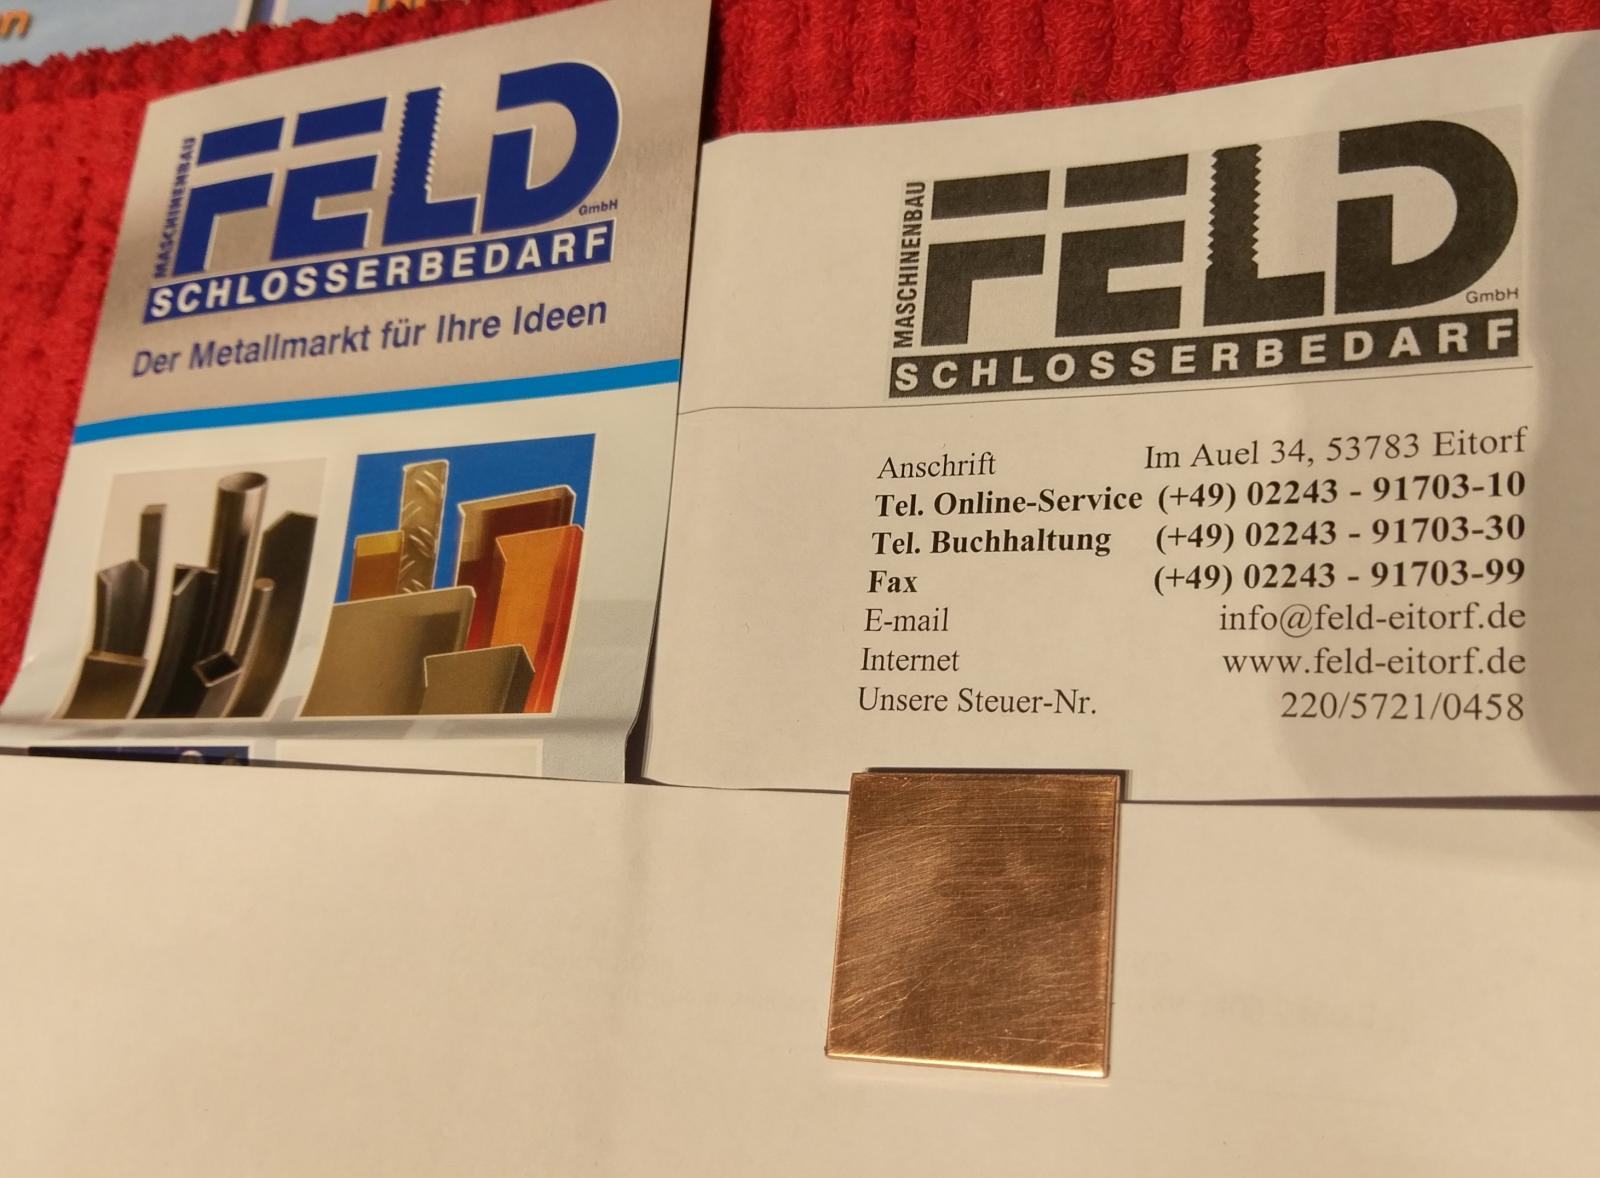 MASCHINENBAU
FELD
GmbH
SCHLOSSERBEDARF
Der Metallmarkt für Ihre Ideen
MASCHINENBAU
FELD
GmbH
SCHLOSSERBEDARF
Anschrift Im Auel 34, 53783 Eitorf
Tel. Online-Service (+49) 02243 - 91703-10
Tel. Buchhaltung (+49) 02243 - 91703-30
Fax (+49) 02243 - 91703-99
E-mail info@feld-eitorf.de
Internet www.feld-eitorf.de
Unsere Steuer-Nr. 220/5721/0458